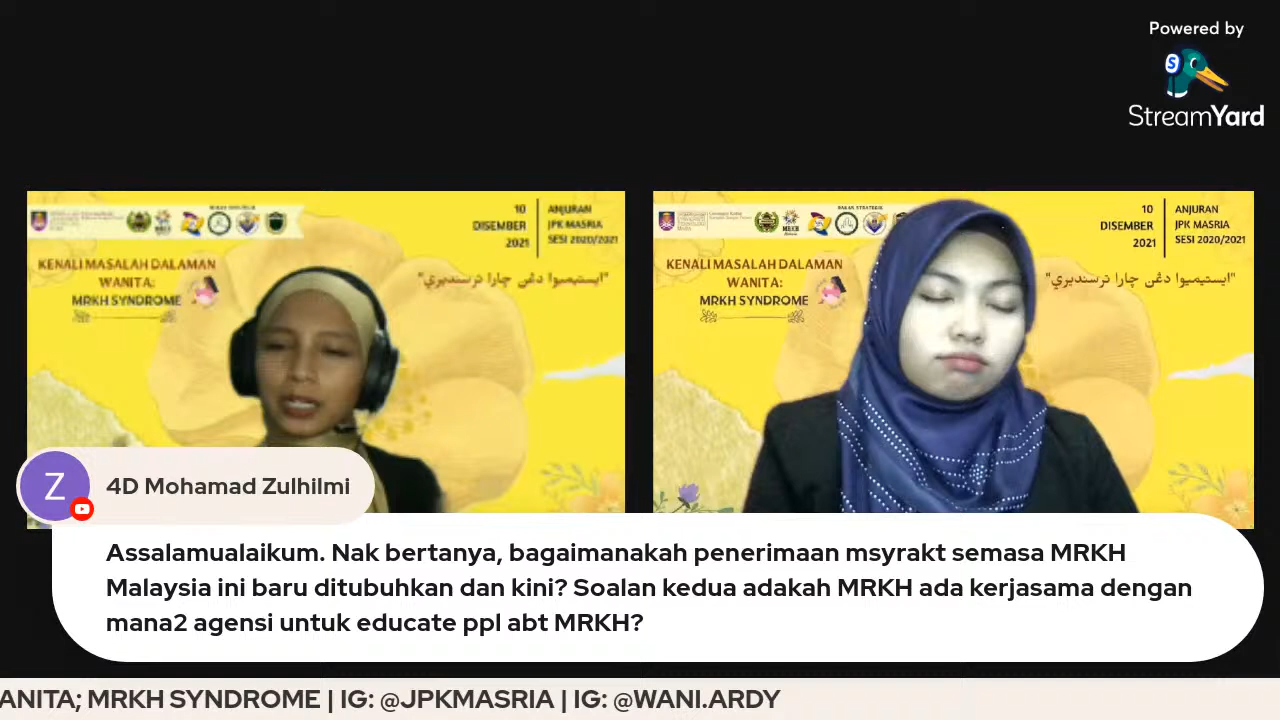 Powered by
S
StreamYard
10
DISEMBER
2021
ANJURAN
JPK MASRIA
SESI 2020/2021
KENALI MASALAH DALAMAN
WANITA:
MRKH SYNDROME
10
DISEMBER
2021
ANJURAN
JPK MASRIA
SESI 2020/2021
KENALI MASALAH DALAMAN
WANITA:
MRKH SYNDROME
Z
4D Mohamad Zulhilmi
Assalamualaikum. Nak bertanya, bagaimanakah penerimaan msyrakt semasa MRKH
Malaysia ini baru ditubuhkan dan kini? Soalan kedua adakah MRKH ada kerjasama dengan
mana2 agensi untuk educate ppl abt MRKH?
ANITA; MRKH SYNDROME | IG: @JPKMASRIA | IG: @WANI.ARDY